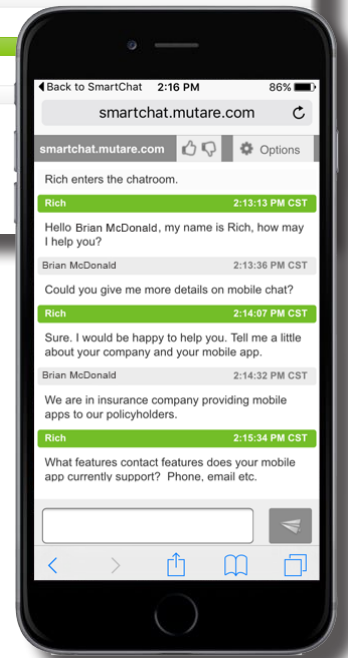 Back to SmartChat 2:16 PM 86%
smartchat.mutare.com
smartchat.mutare.com Options
Rich enters the chatroom.
Rich 2:13:13 PM CST
Hello Brian McDonald, my name is Rich, how may
I help you?
Brian McDonald 2:13:36 PM CST
Could you give me more details on mobile chat?
Rich 2:14:07 PM CST
Sure. I would be happy to help you. Tell me a little
about your company and your mobile app.
Brian McDonald 2:14:32 PM CST
We are in insurance company providing mobile
apps to our policyholders.
Rich 2:15:34 PM CST
What features contact features does your mobile
app currently support? Phone, email etc.